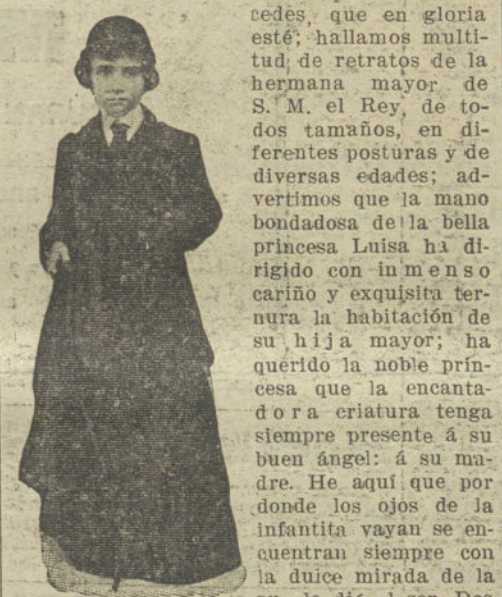 cedes, que en gloria
esté; hallamos multi-
tud de retratos de la
hermana mayor de
S. M. el Rey, de to-
dos tamaños, en di-
ferentes posturas y de
diversas edades; ad-
vertimos que la mano
bondadosa de la bella
princesa Luisa ha di-
rigido con inmenso
cariño y exquisita ter-
nura la habitación de
su hija mayor; ha
querido la noble prin-
cesa que la encanta-
dora criatura tenga
siempre presente á su
buen ángel: á su ma-
dre. He aquí que por
donde los ojos de la
infantita vayan se en-
cuentran siempre con
la dulce mirada de la